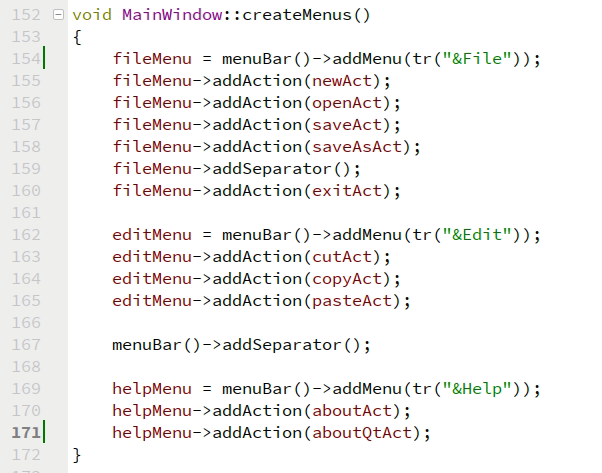 152 void MainWindow::createMenus()
153 {
154     fileMenu = menuBar()->addMenu(tr("&File"));
155     fileMenu->addAction(newAct);
156     fileMenu->addAction(openAct);
157     fileMenu->addAction(saveAct);
158     fileMenu->addAction(saveAsAct);
159     fileMenu->addSeparator();
160     fileMenu->addAction(exitAct);
161
162     editMenu = menuBar()->addMenu(tr("&Edit"));
163     editMenu->addAction(cutAct);
164     editMenu->addAction(copyAct);
165     editMenu->addAction(pasteAct);
166
167     menuBar()->addSeparator();
168
169     helpMenu = menuBar()->addMenu(tr("&Help"));
170     helpMenu->addAction(aboutAct);
171     helpMenu->addAction(aboutQtAct);
172 }